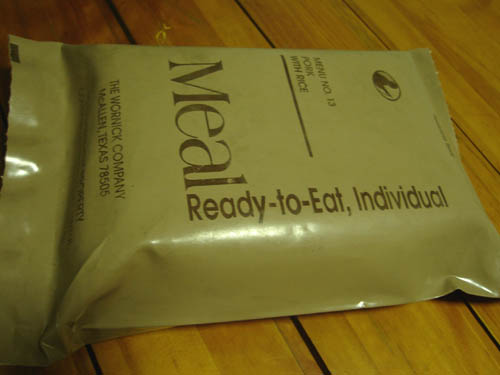 MENU NO. 13
PORK
WITH RICE
Meal
Ready-to-Eat, Individual
THE WORNICK COMPANY
McALLEN, TEXAS 78505